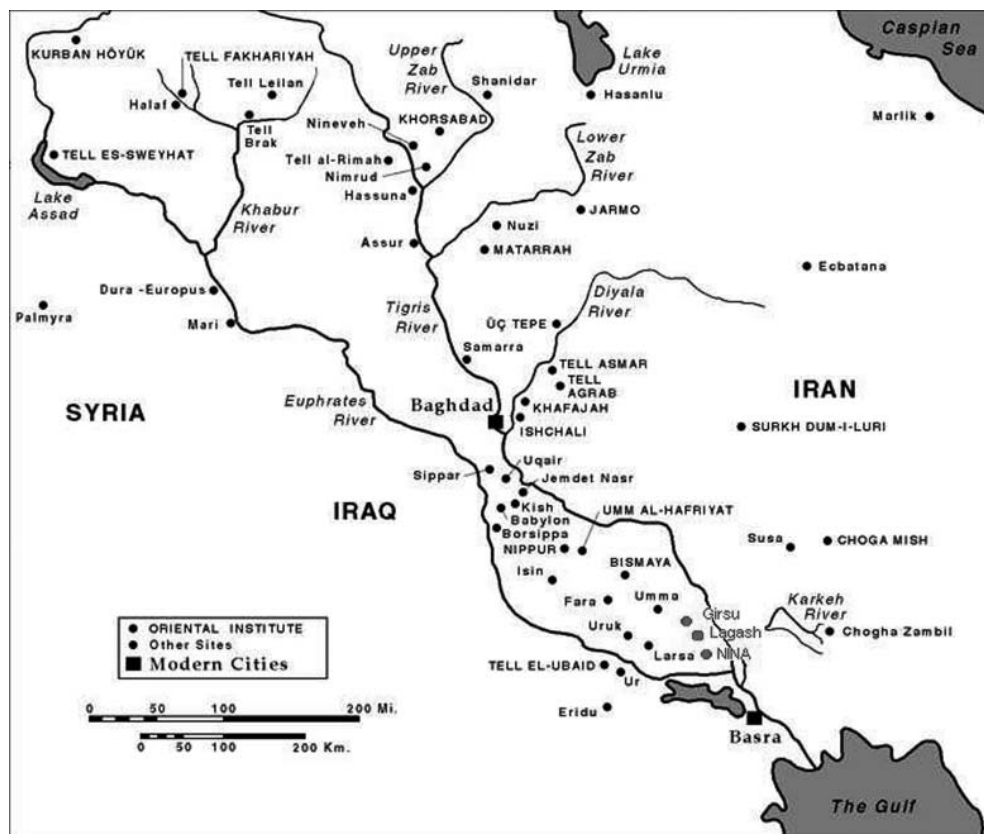 Caspian
Sea
KURBAN HÖYÜK
TELL FAKHARIYAH
Tell Leilan
Halaf
Tell
Brak
Upper
Zab
River
Shanidar
Lake
Urmia
Hasanlu
Marlik
KHORSABAD
Nineveh
Tell al-Rimah
Nimrud
Hassuna
Lower
Zab
River
TELL ES-SWEYHAT
Lake
Assad
Khabur
River
JARMO
Nuzi
MATARRAH
Assur
Ecbatana
Dura -Europus
Palmyra
Mari
Tigris
River
Diyala
River
ÜÇ TEPE
Samarra
TELL ASMAR
TELL
AGRAB
KHAFAJAH
ISHCHALI
Baghdad
IRAN
SYRIA
Euphrates
River
SURKH DUM-I-LURI
Sippar
Uqair
Jemdet Nasr
IRAQ
Kish
Babylon
Borsippa
UMM AL-HAFRIYAT
NIPPUR
Susa
CHOGA MISH
Isin
BISMAYA
Fara
Umma
Girsu
Karkeh
River
Uruk
Lagash
Chogha Zambil
Larsa
NINA
TELL EL-UBAID
Ur
Eridu
Basra
The Gulf
ORIENTAL INSTITUTE
Other Sites
Modern Cities
0 50 100 200 Mi.
0 50 100 200 Km.